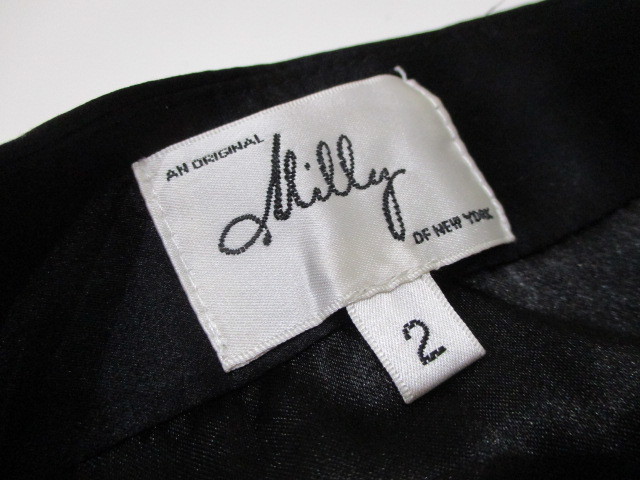 AN ORIGINAL
Milly
OF NEW YORK
2